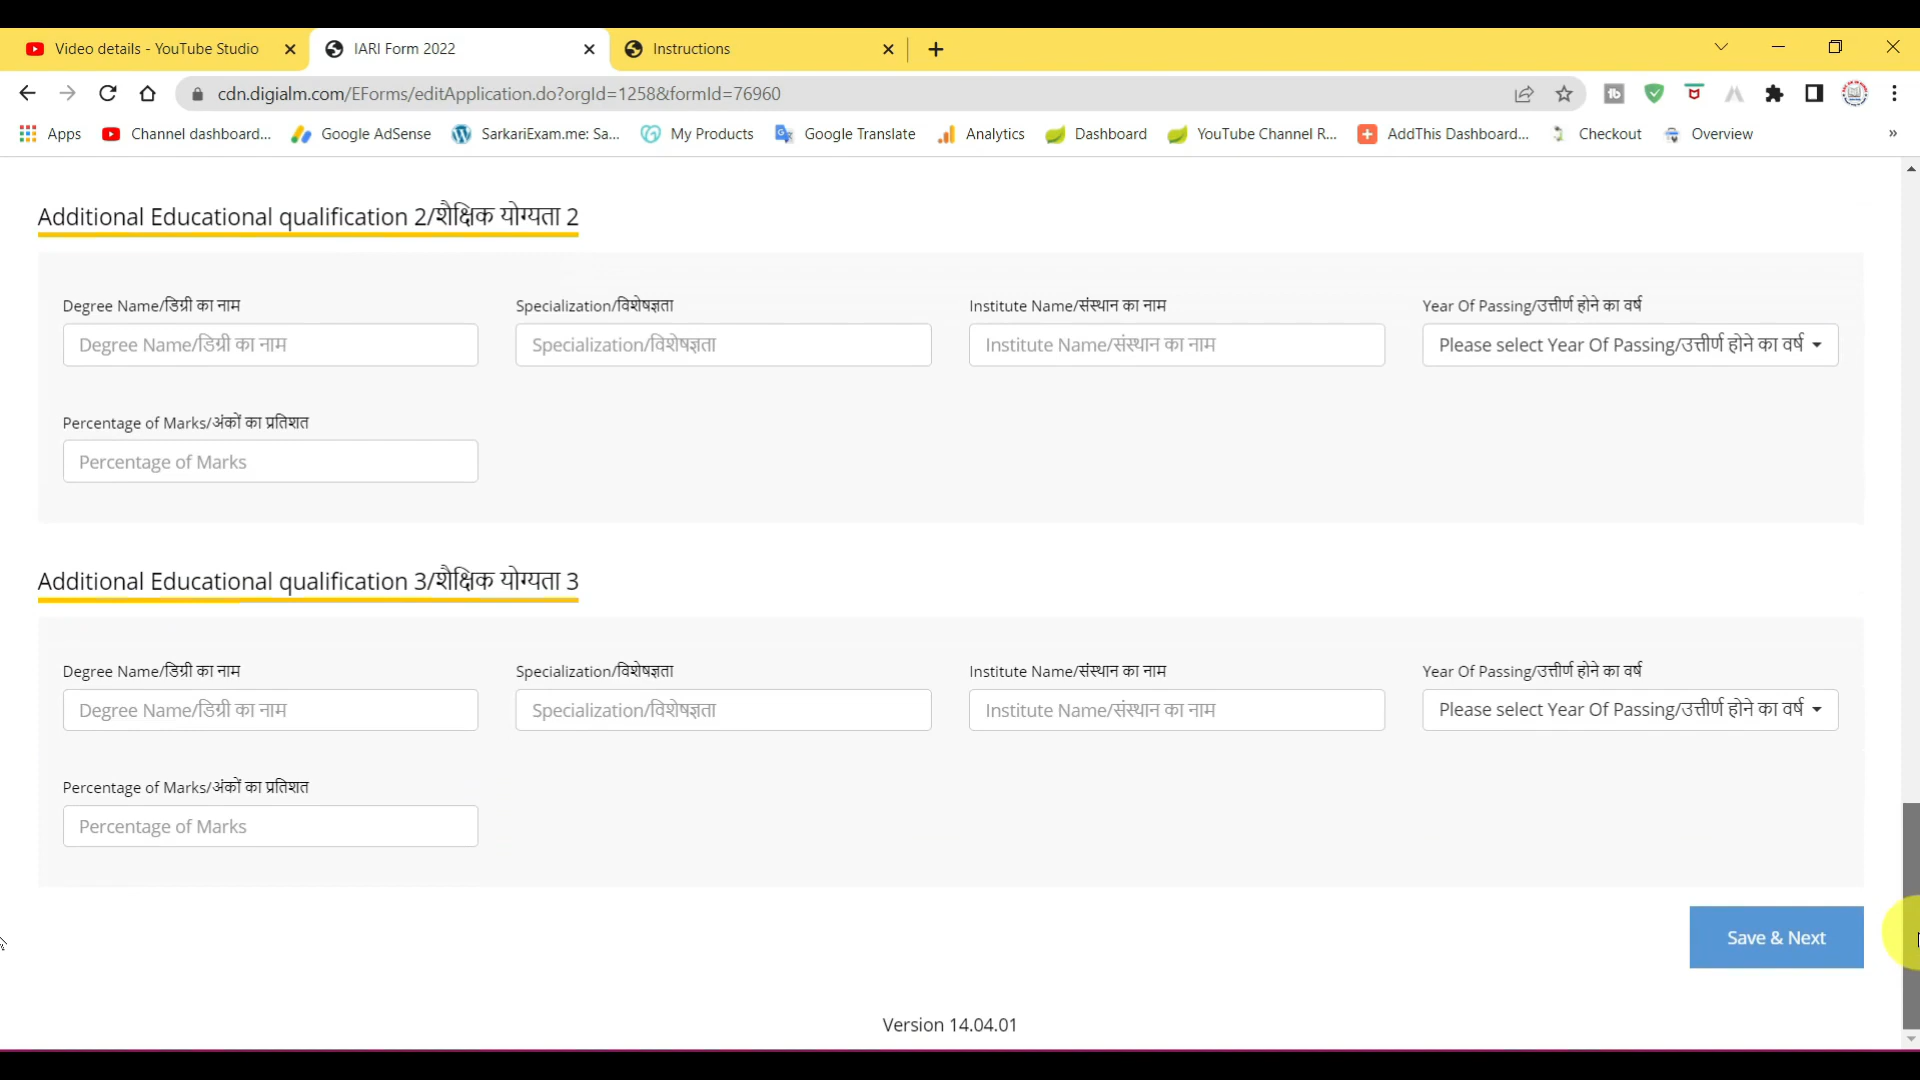 Video details - YouTube Studio
IARI Form 2022
Instructions
cdn.digialm.com/EForms/editApplication.do?orgId=1258&formId=76960
Apps
Channel dashboard...
Google AdSense
SarkariExam.me: Sa...
My Products
Google Translate
Analytics
Dashboard
YouTube Channel R...
AddThis Dashboard...
Checkout
Overview
Additional Educational qualification 2/शैक्षिक योग्यता 2
Degree Name/डिग्री का नाम
Specialization/विशेषज्ञता
Institute Name/संस्थान का नाम
Year Of Passing/उत्तीर्ण होने का वर्ष
Degree Name/डिग्री का नाम
Specialization/विशेषज्ञता
Institute Name/संस्थान का नाम
Please select Year Of Passing/उत्तीर्ण होने का वर्ष
Percentage of Marks/अंकों का प्रतिशत
Percentage of Marks
Additional Educational qualification 3/शैक्षिक योग्यता 3
Degree Name/डिग्री का नाम
Specialization/विशेषज्ञता
Institute Name/संस्थान का नाम
Year Of Passing/उत्तीर्ण होने का वर्ष
Degree Name/डिग्री का नाम
Specialization/विशेषज्ञता
Institute Name/संस्थान का नाम
Please select Year Of Passing/उत्तीर्ण होने का वर्ष
Percentage of Marks/अंकों का प्रतिशत
Percentage of Marks
Save & Next
Version 14.04.01